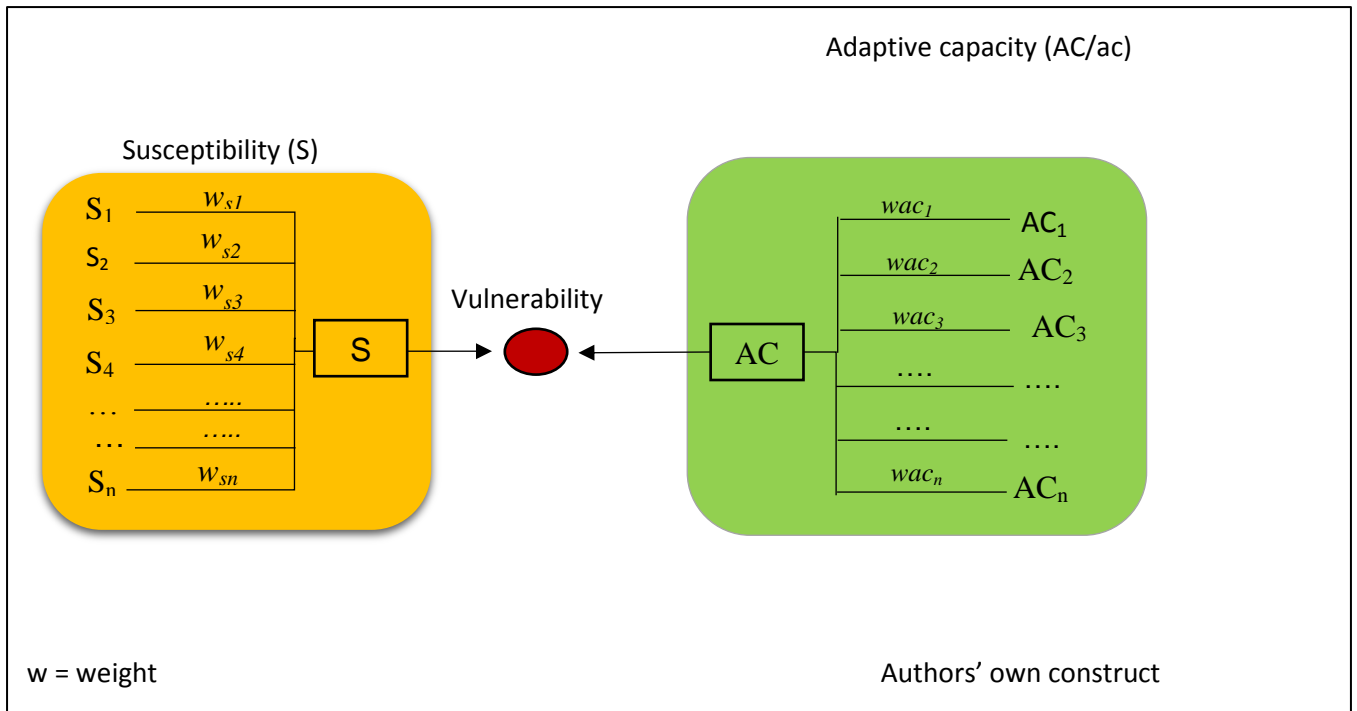 Adaptive capacity (AC/ac)
Susceptibility (S)
S₁ wₛ₁
S₂ wₛ₂
S₃ wₛ₃
S₄ wₛ₄
... .....
... .....
Sₙ wₛₙ
S
Vulnerability
AC
wac₁ AC₁
wac₂ AC₂
wac₃ AC₃
.... ....
.... ....
wacₙ ACₙ
w = weight
Authors’ own construct